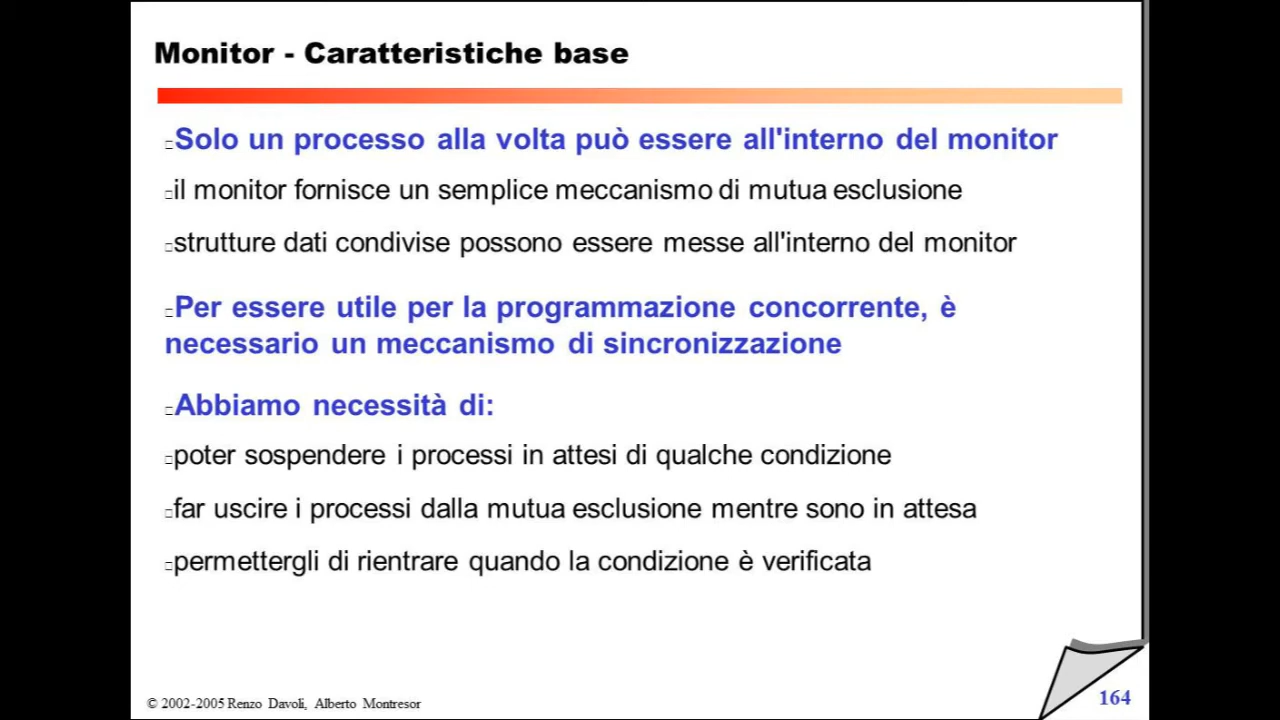 Monitor - Caratteristiche base
Solo un processo alla volta può essere all'interno del monitor
il monitor fornisce un semplice meccanismo di mutua esclusione
strutture dati condivise possono essere messe all'interno del monitor
Per essere utile per la programmazione concorrente, è
necessario un meccanismo di sincronizzazione
Abbiamo necessità di:
poter sospendere i processi in attesi di qualche condizione
far uscire i processi dalla mutua esclusione mentre sono in attesa
permettergli di rientrare quando la condizione è verificata
© 2002-2005 Renzo Davoli, Alberto Montresor
164